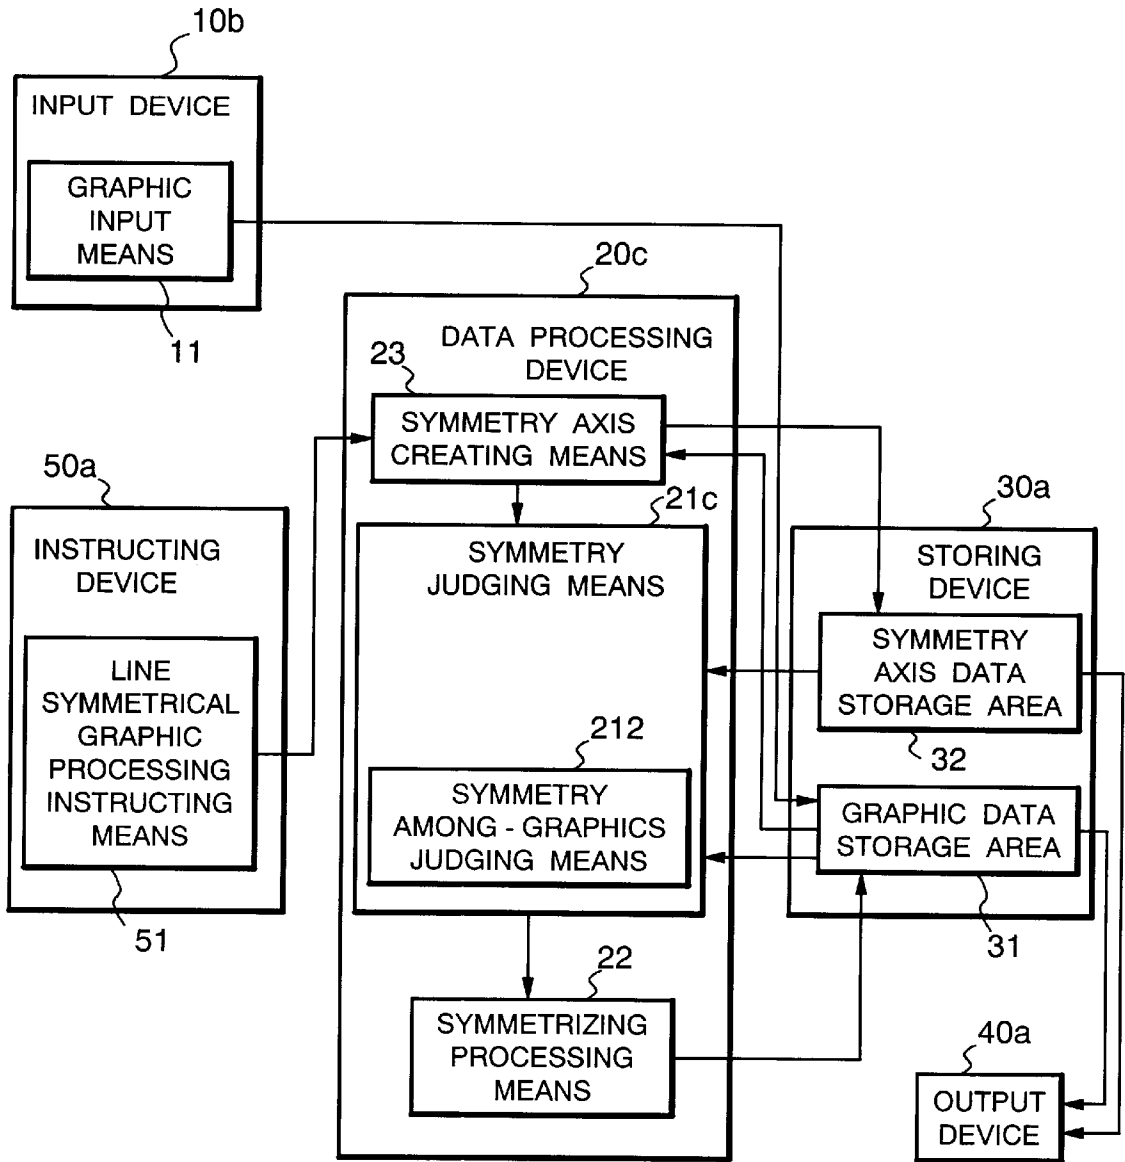 10b
INPUT DEVICE
GRAPHIC
INPUT
MEANS
11
20c
DATA PROCESSING
DEVICE
23
SYMMETRY AXIS
CREATING MEANS
50a
INSTRUCTING
DEVICE
LINE
SYMMETRICAL
GRAPHIC
PROCESSING
INSTRUCTING
MEANS
51
21c
SYMMETRY
JUDGING MEANS
212
SYMMETRY
AMONG - GRAPHICS
JUDGING MEANS
22
SYMMETRIZING
PROCESSING
MEANS
30a
STORING
DEVICE
SYMMETRY
AXIS DATA
STORAGE AREA
32
GRAPHIC DATA
STORAGE AREA
31
40a
OUTPUT
DEVICE